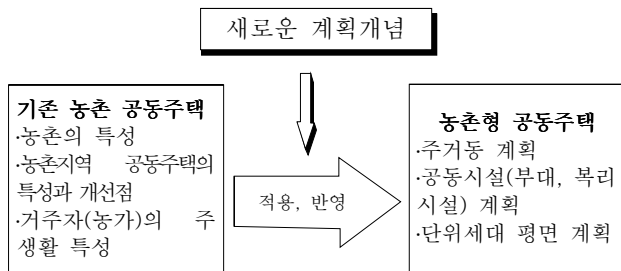 새로운 계획개념
기존 농촌 공동주택
·농촌의 특성
·농촌지역 공동주택의
특성과 개선점
·거주자(농가)의 주
생활 특성
적용, 반영
농촌형 공동주택
·주거동 계획
·공동시설(부대, 복리
시설) 계획
·단위세대 평면 계획